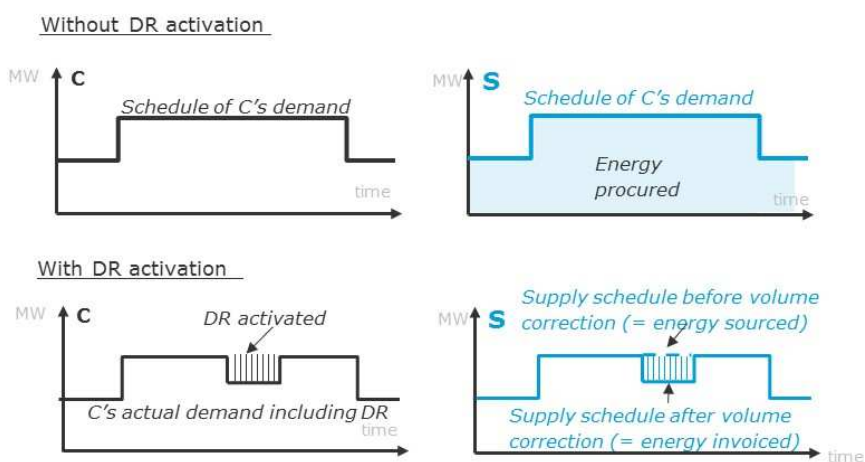 Without DR activation
MW C
Schedule of C's demand
time
MW S
Schedule of C's demand
Energy
procured
time
With DR activation
MW C
DR activated
C's actual demand including DR
time
Supply schedule before volume
correction (= energy sourced)
MW S
Supply schedule after volume
correction (= energy invoiced)
time